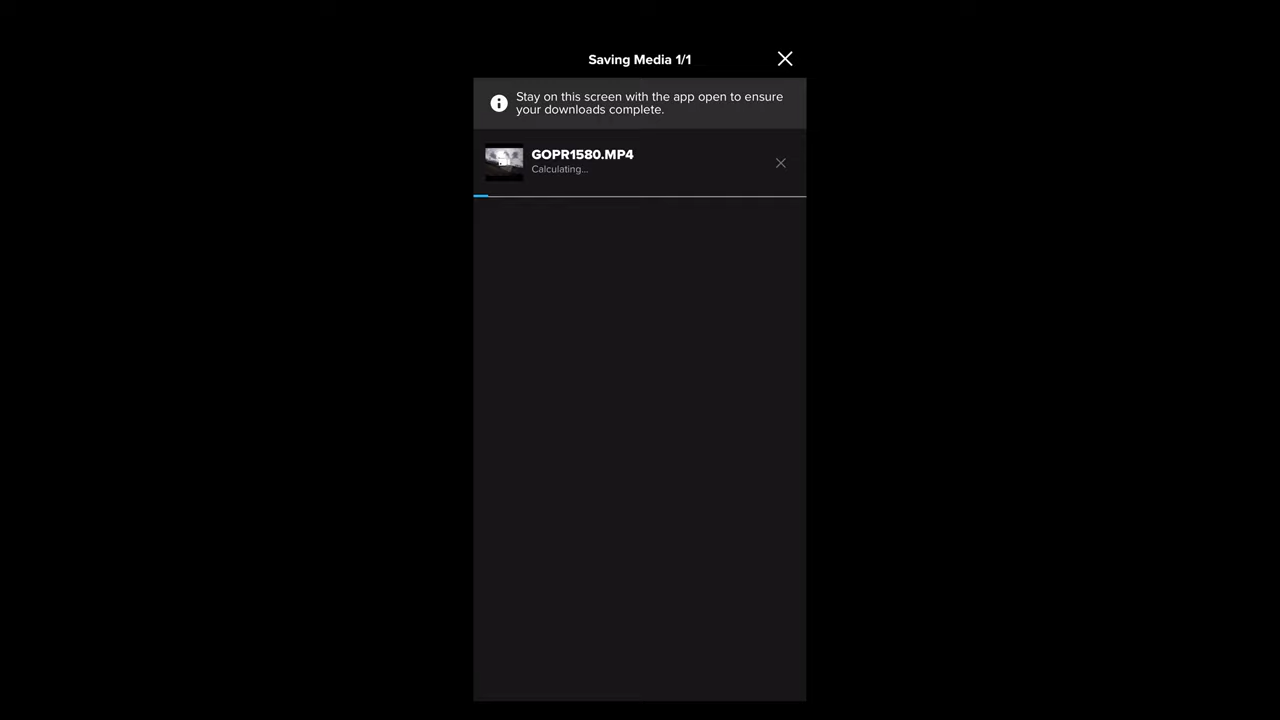 Saving Media 1/1
Stay on this screen with the app open to ensure
your downloads complete.
GOPR1580.MP4
Calculating...